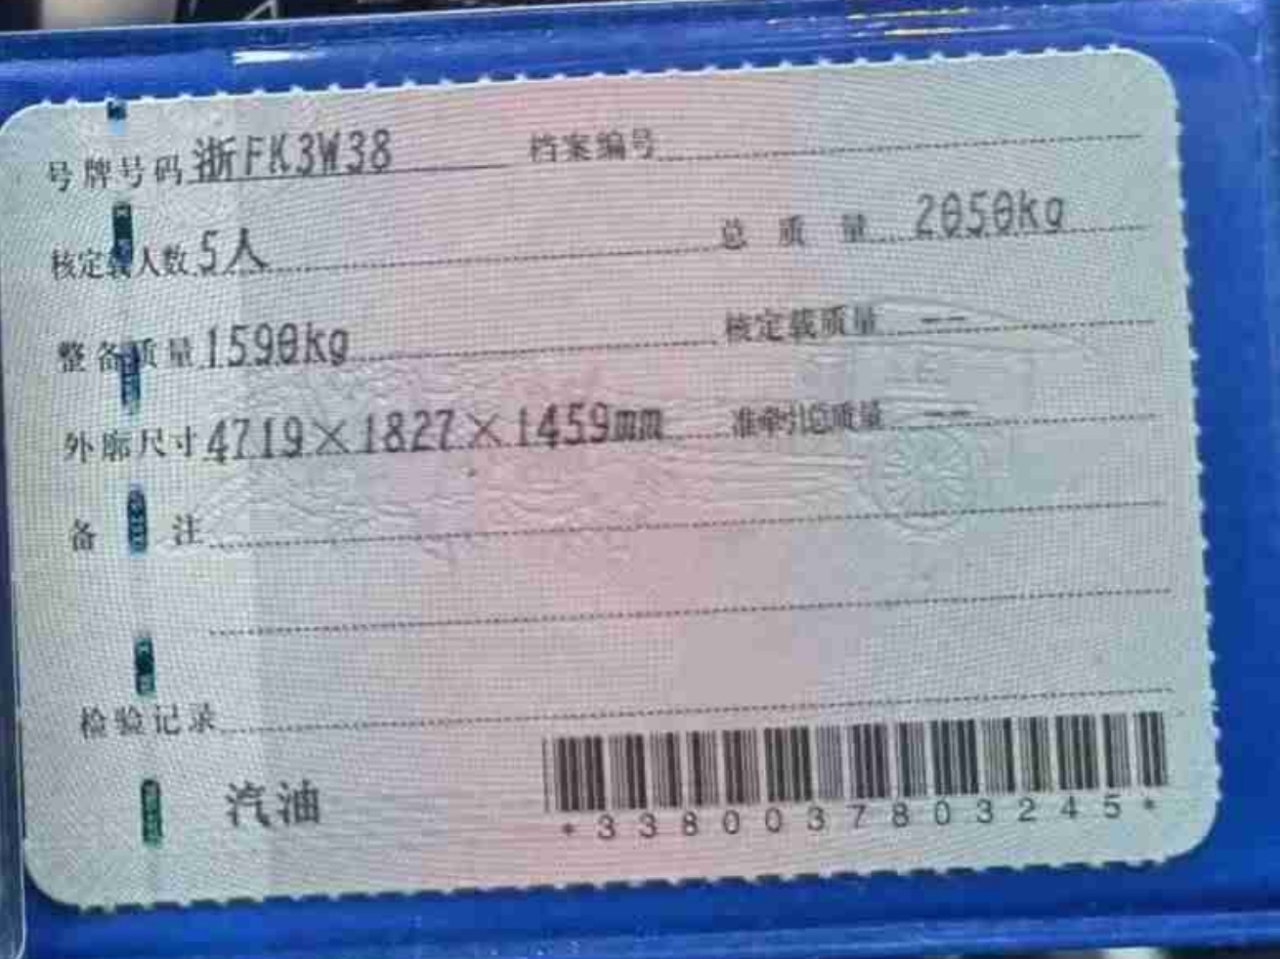 号牌号码 浙FK3W38 档案编号
核定载人数 5人 总质量 2050kg
整备质量 1590kg 核定载质量 --
外廓尺寸 4719×1827×1459mm 准牵引总质量 --
备注
检验记录
汽油
*3380037803245*